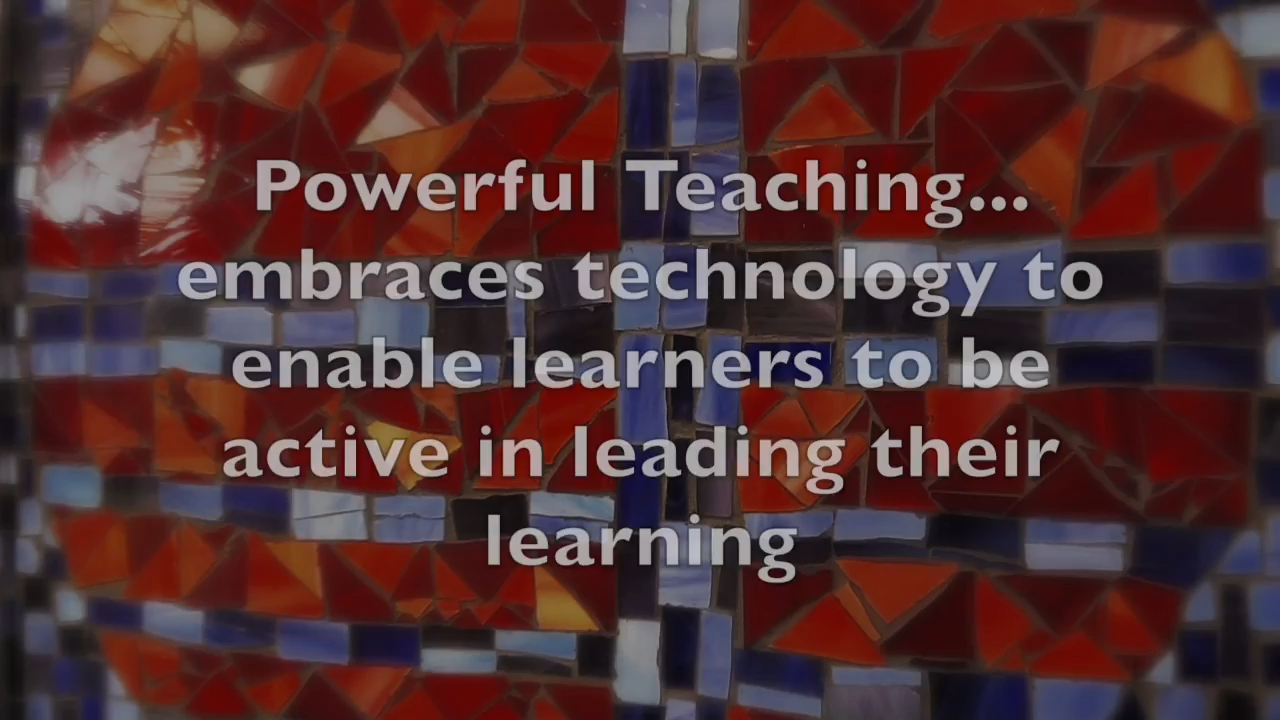 Powerful Teaching...
embraces technology to
enable learners to be
active in leading their
learning